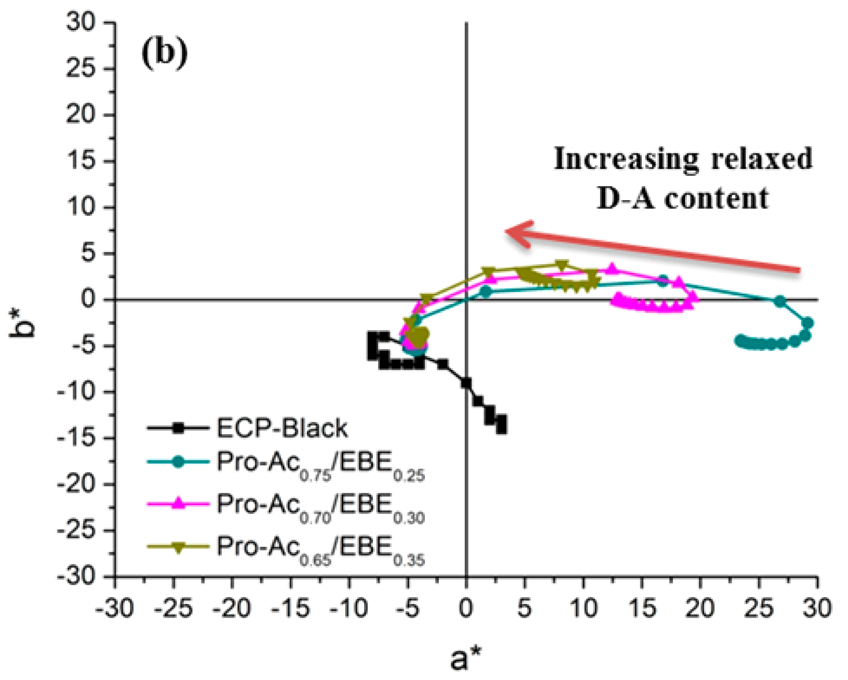 (b)
30
25
20
15
10
5
0
-5
-10
-15
-20
-25
-30
b*
Increasing relaxed
D-A content
ECP-Black
Pro-Ac0.75/EBE0.25
Pro-Ac0.70/EBE0.30
Pro-Ac0.65/EBE0.35
-30 -25 -20 -15 -10 -5 0 5 10 15 20 25 30
a*